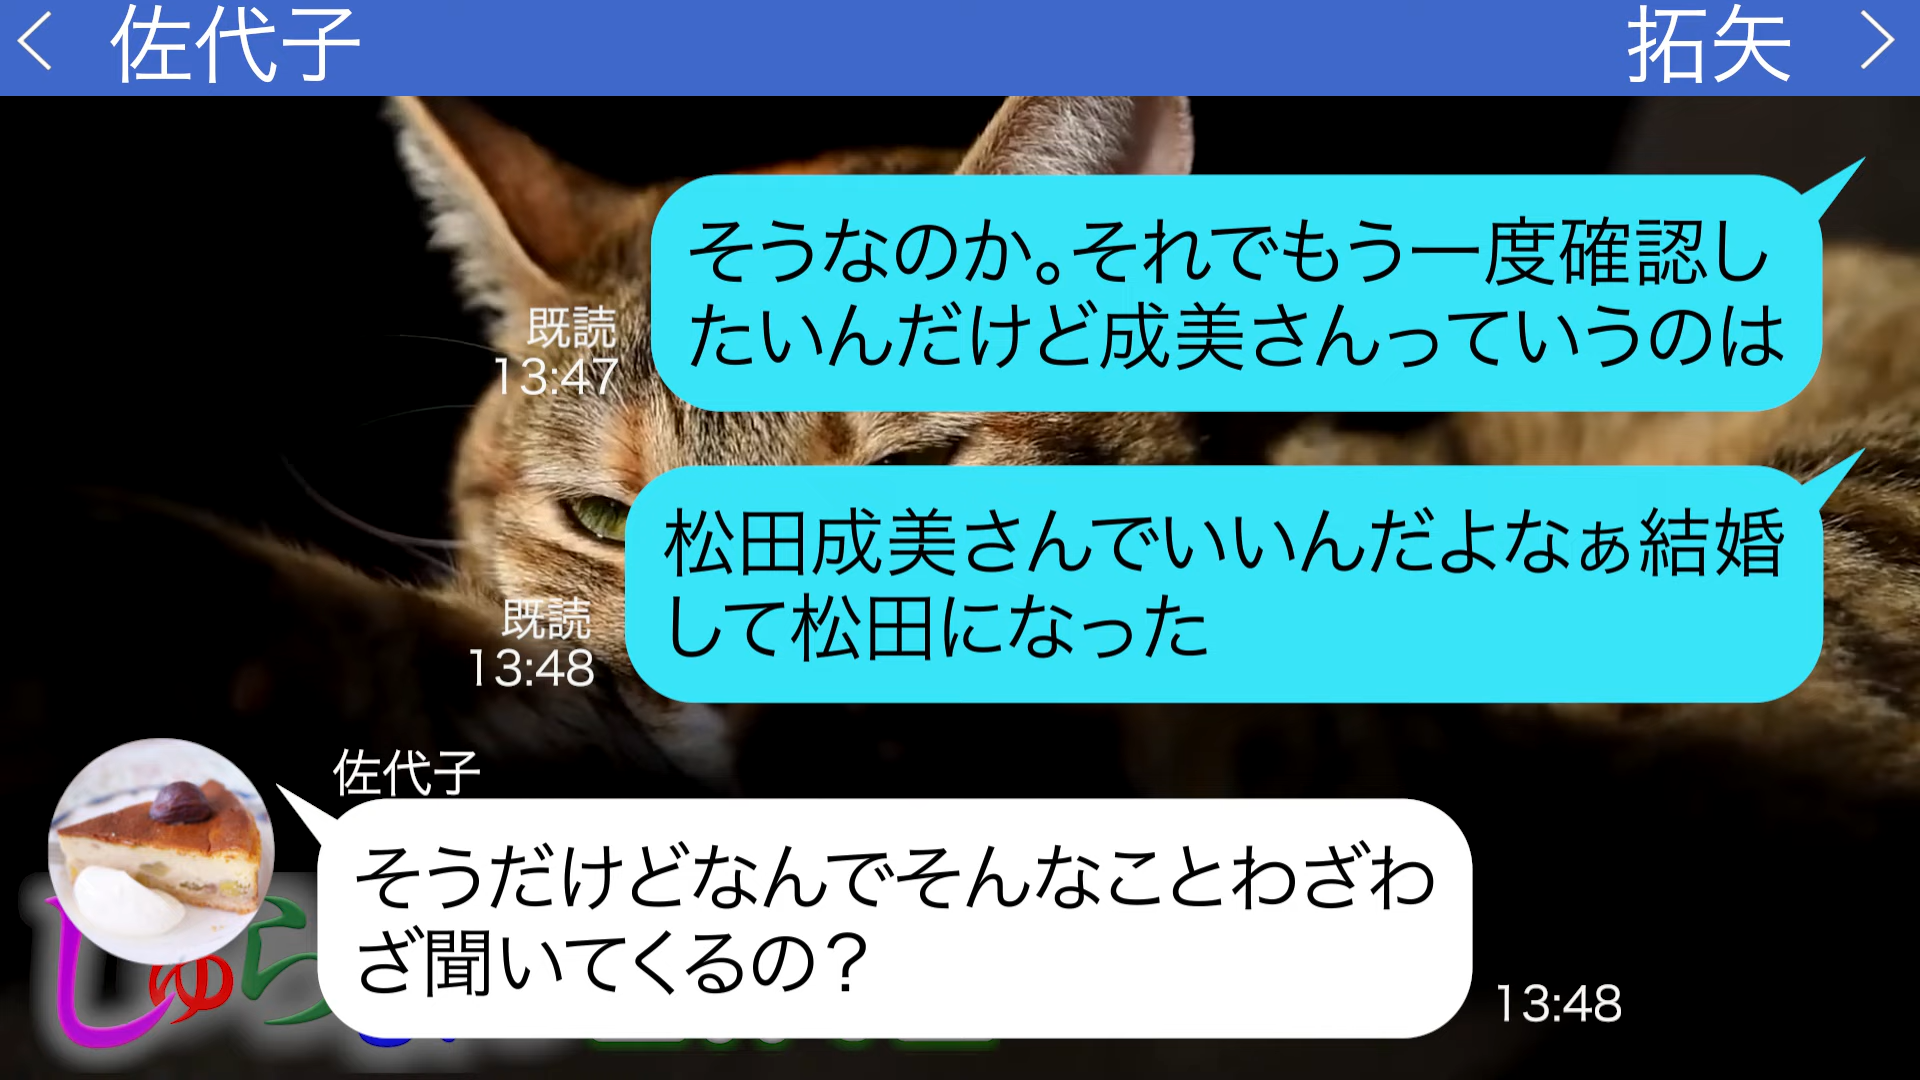 佐代子
拓矢
そうなのか。それでもう一度確認し
たいんだけど成美さんっていうのは
既読
13:47
松田成美さんでいいんだよなぁ結婚
して松田になった
既読
13:48
佐代子
そうだけどなんでそんなことわざわ
ざ聞いてくるの？
13:48
しゅら